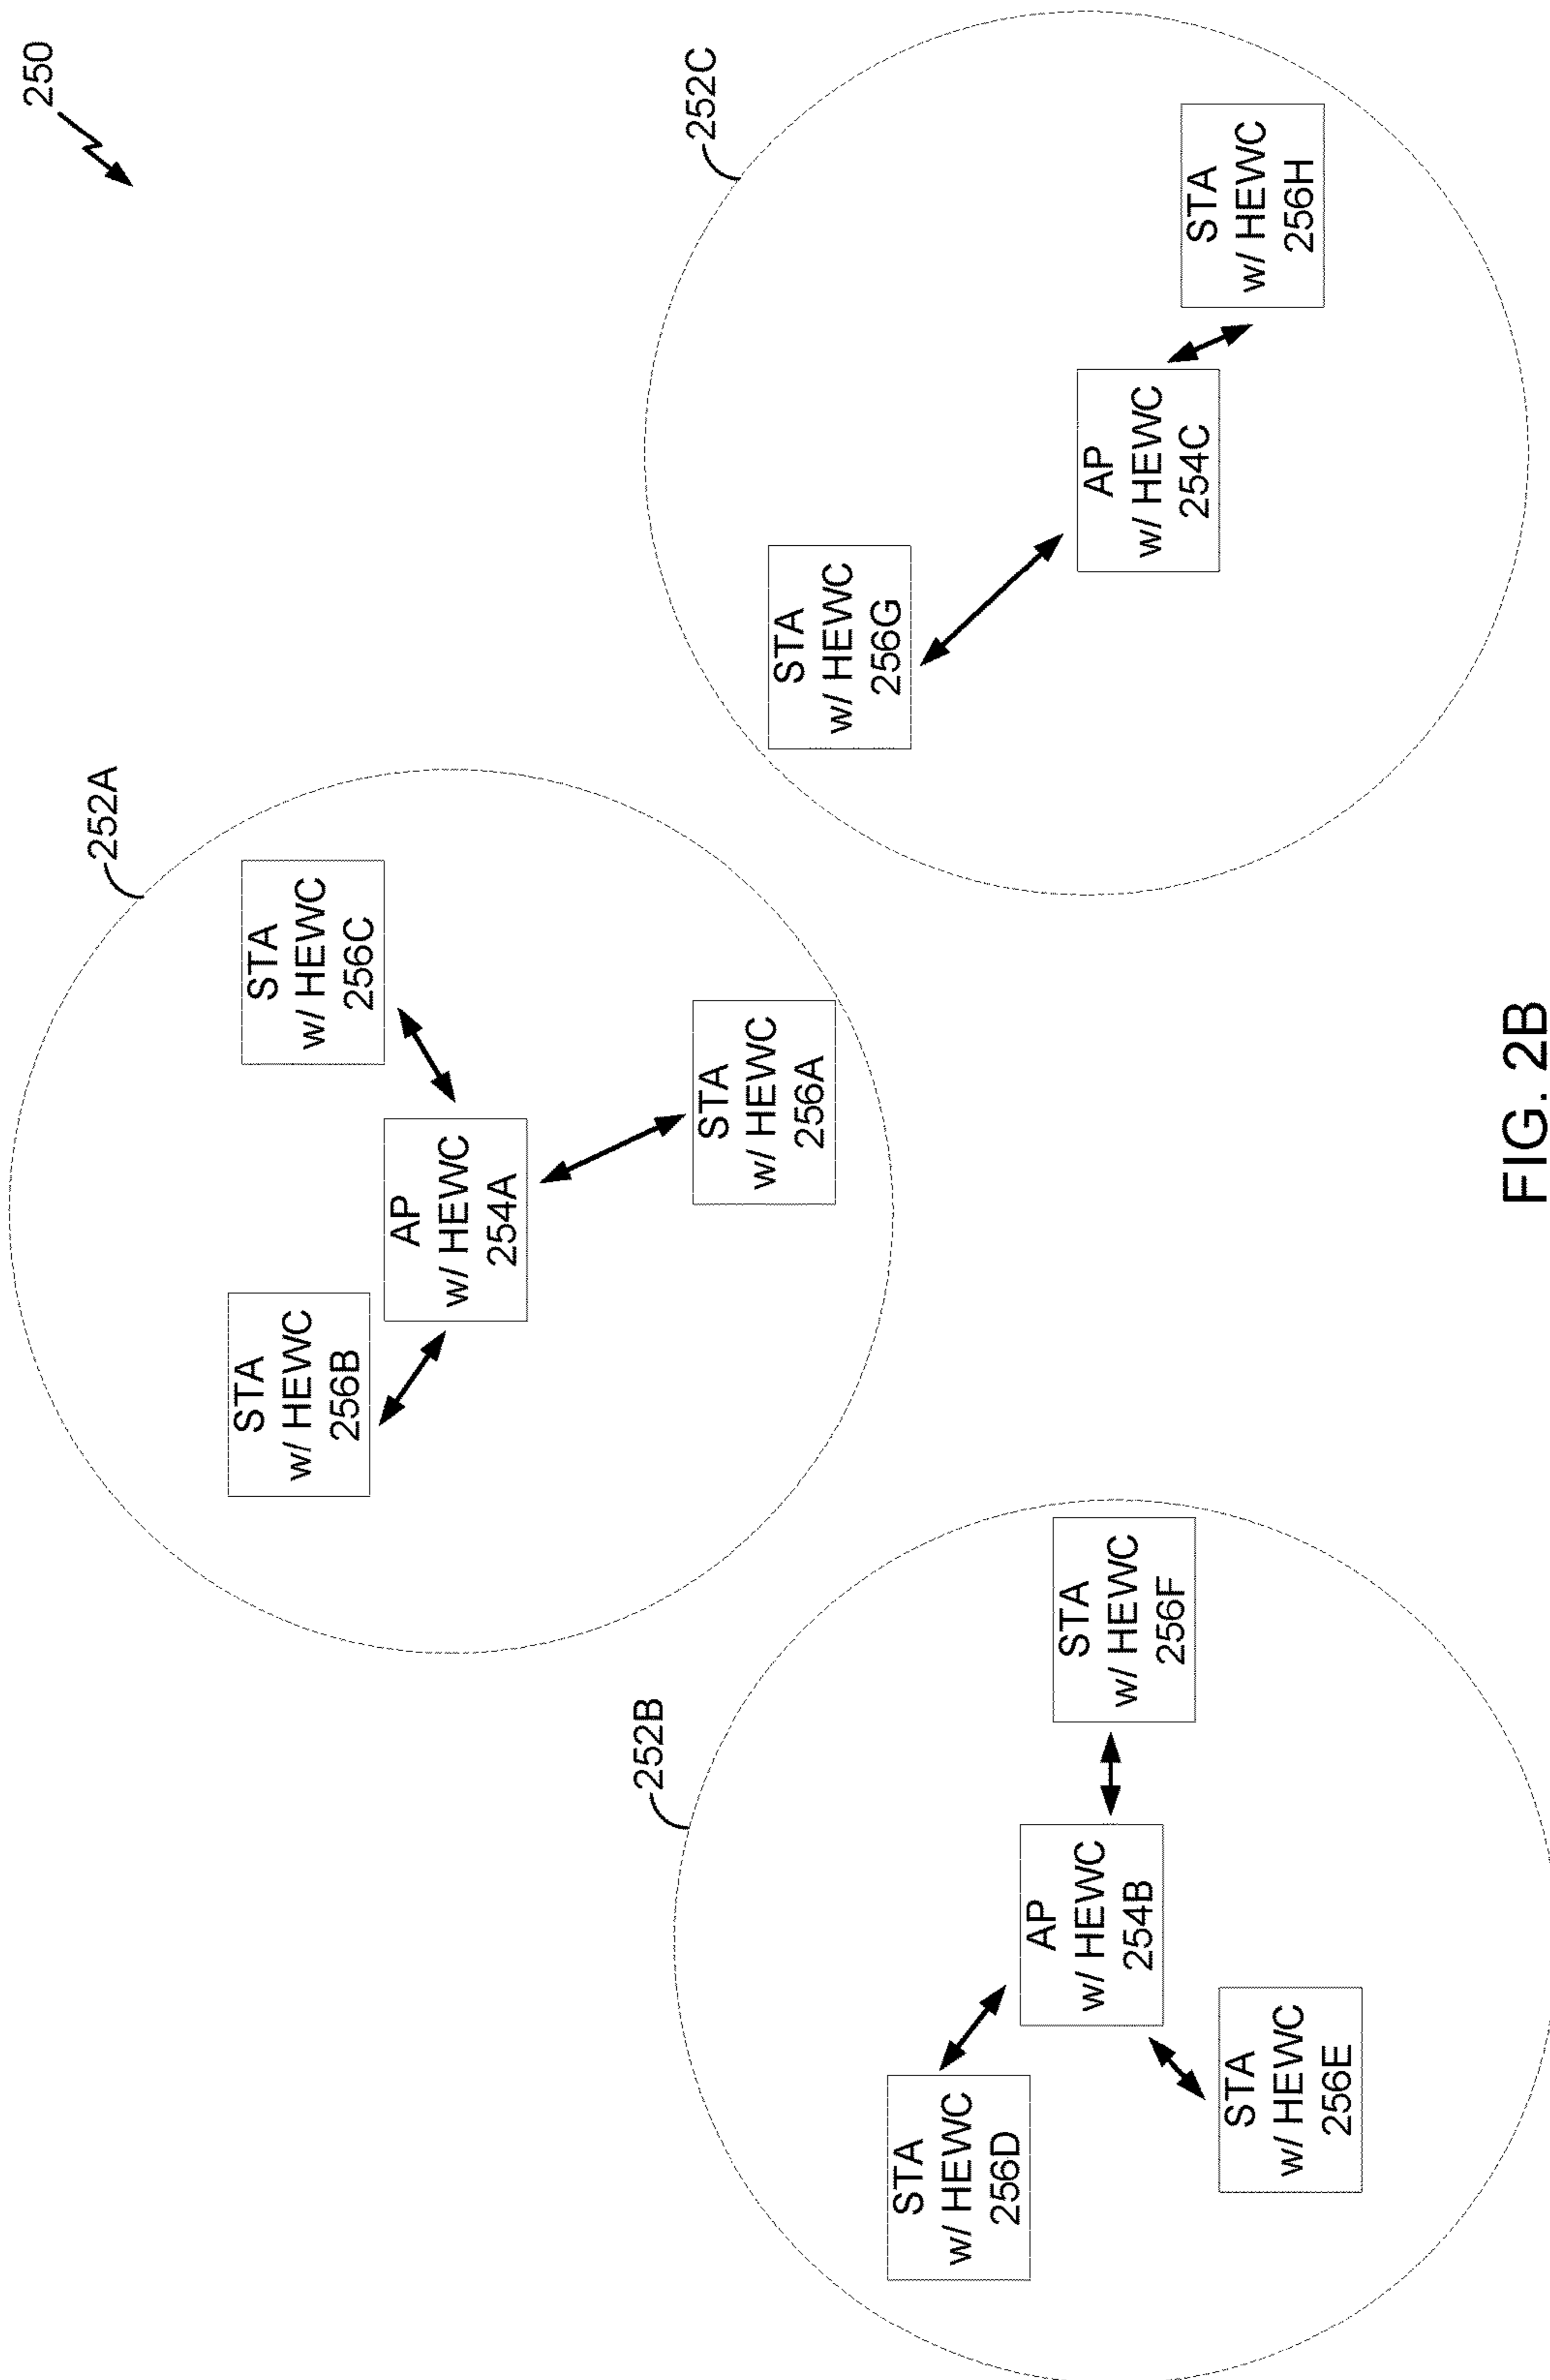 250
252A
STA
w/ HEWC
256B
STA
w/ HEWC
256C
AP
w/ HEWC
254A
STA
w/ HEWC
256A
252B
STA
w/ HEWC
256D
AP
w/ HEWC
254B
STA
w/ HEWC
256F
STA
w/ HEWC
256E
252C
STA
w/ HEWC
256G
AP
w/ HEWC
254C
STA
w/ HEWC
256H
FIG. 2B